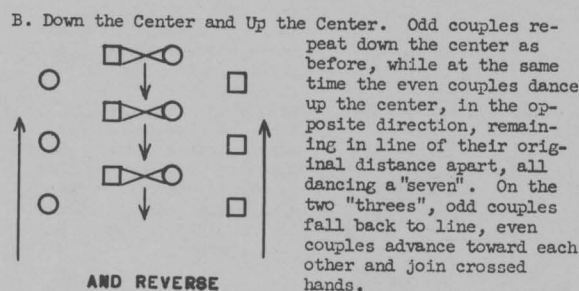 B. Down the Center and Up the Center. Odd couples re-
peat down the center as
before, while at the same
time the even couples dance
up the center, in the op-
posite direction, remain-
ing in line of their orig-
inal distance apart, all
dancing a "seven". On the
two "threes", odd couples
fall back to line, even
couples advance toward each
other and join crossed
hands.
AND REVERSE